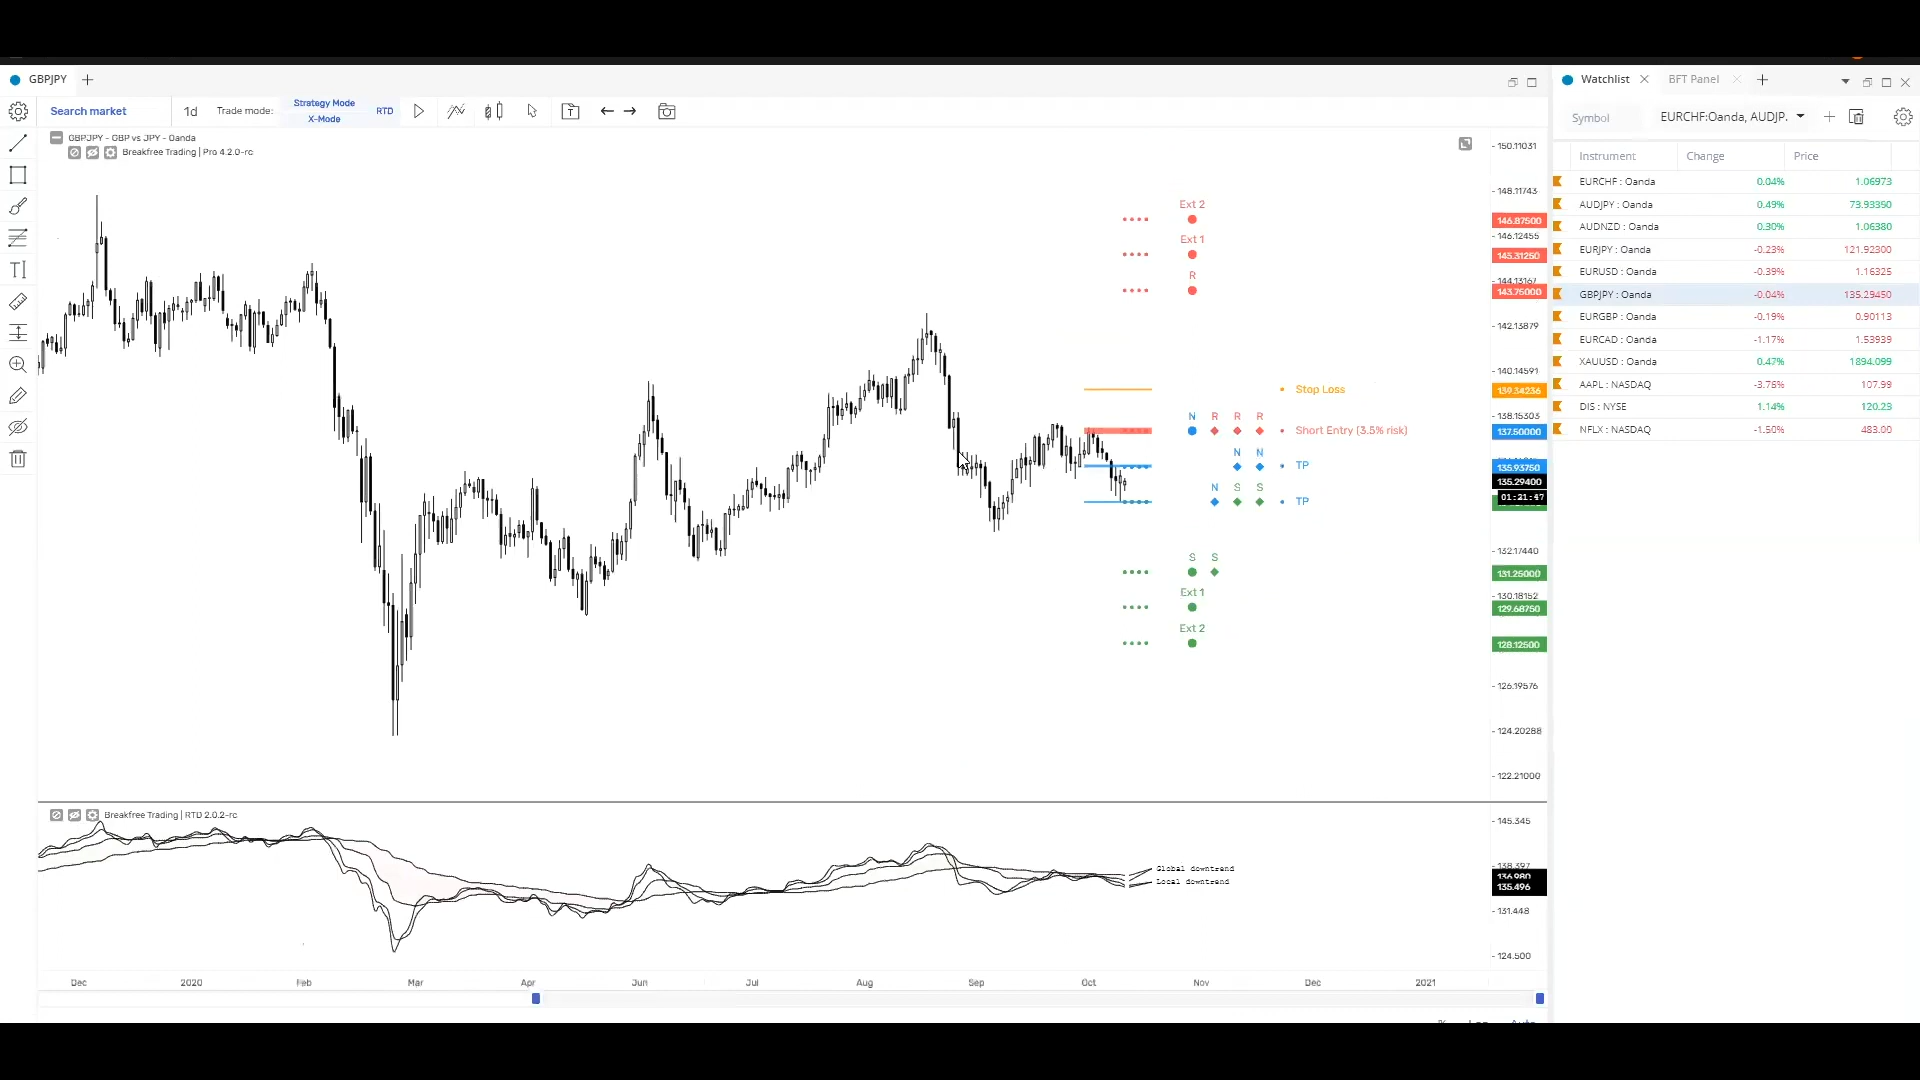 GBPJPY
Watchlist
BFT Panel
Search market
1d
Trade mode:
Strategy Mode
X-Mode
RTD
Symbol
EURCHF:Oanda, AUDJP.
GBPJPY - GBP vs JPY - Oanda
Breakfree Trading | Pro 4.2.0-rc
Instrument Change Price
EURCHF : Oanda 0.04% 1.06973
AUDJPY : Oanda 0.49% 73.93350
AUDNZD : Oanda 0.30% 1.06380
EURJPY : Oanda -0.23% 121.92300
EURUSD : Oanda -0.39% 1.16325
GBPJPY : Oanda -0.04% 135.29450
EURGBP : Oanda -0.19% 0.90113
EURCAD : Oanda -1.17% 1.53939
XAUUSD : Oanda 0.47% 1894.099
AAPL : NASDAQ -3.76% 107.99
DIS : NYSE 1.14% 120.23
NFLX : NASDAQ -1.50% 483.00
150.11031
148.11743
Ext 2
146.87500
146.12455
Ext 1
145.31250
144.13167
R
143.75000
142.13879
140.14591
Stop Loss
139.34236
138.15303
N R R R
Short Entry (3.5% risk)
137.50000
N N
TP
135.93750
135.29400
01:21:47
N S S
TP
132.17440
S S
131.25000
Ext 1
130.18152
129.68750
Ext 2
128.12500
126.19576
124.20288
122.21000
Breakfree Trading | RTD 2.0.2-rc
145.345
138.397
Global downtrend
136.980
Local downtrend
135.496
131.448
124.500
Dec 2020 Feb Mar Apr Jun Jul Aug Sep Oct Nov Dec 2021